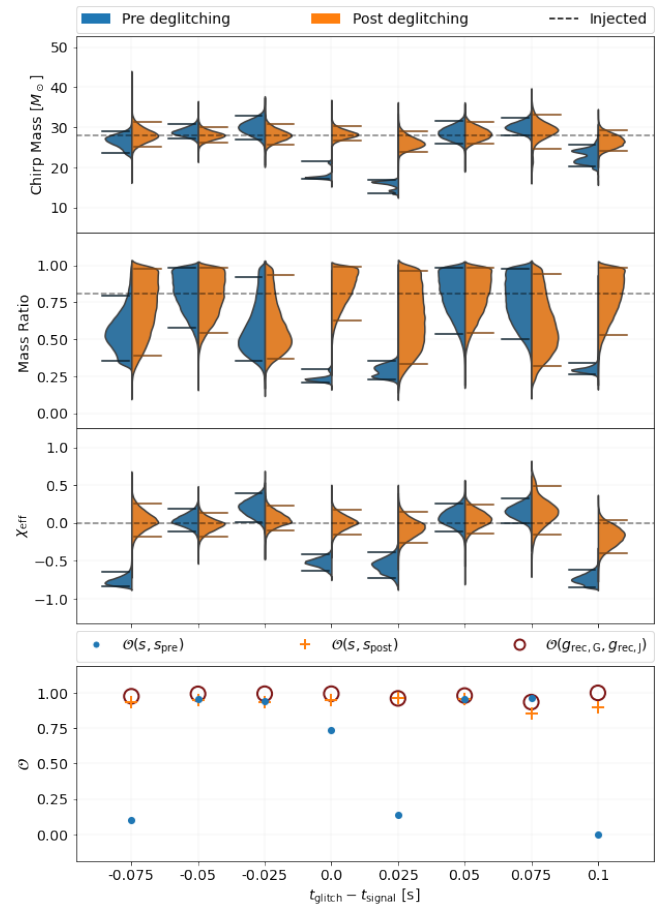 Pre deglitching Post deglitching Injected
50
40
30
20
10
Chirp Mass [M⊙]
1.00
0.75
0.50
0.25
0.00
Mass Ratio
1.0
0.5
0.0
−0.5
−1.0
χeff
𝒪(s, spre) 𝒪(s, spost) 𝒪(grec, G, grec, J)
1.00
0.75
0.50
0.25
0.00
𝒪
-0.075 -0.05 -0.025 0.0 0.025 0.05 0.075 0.1
tglitch − tsignal [s]